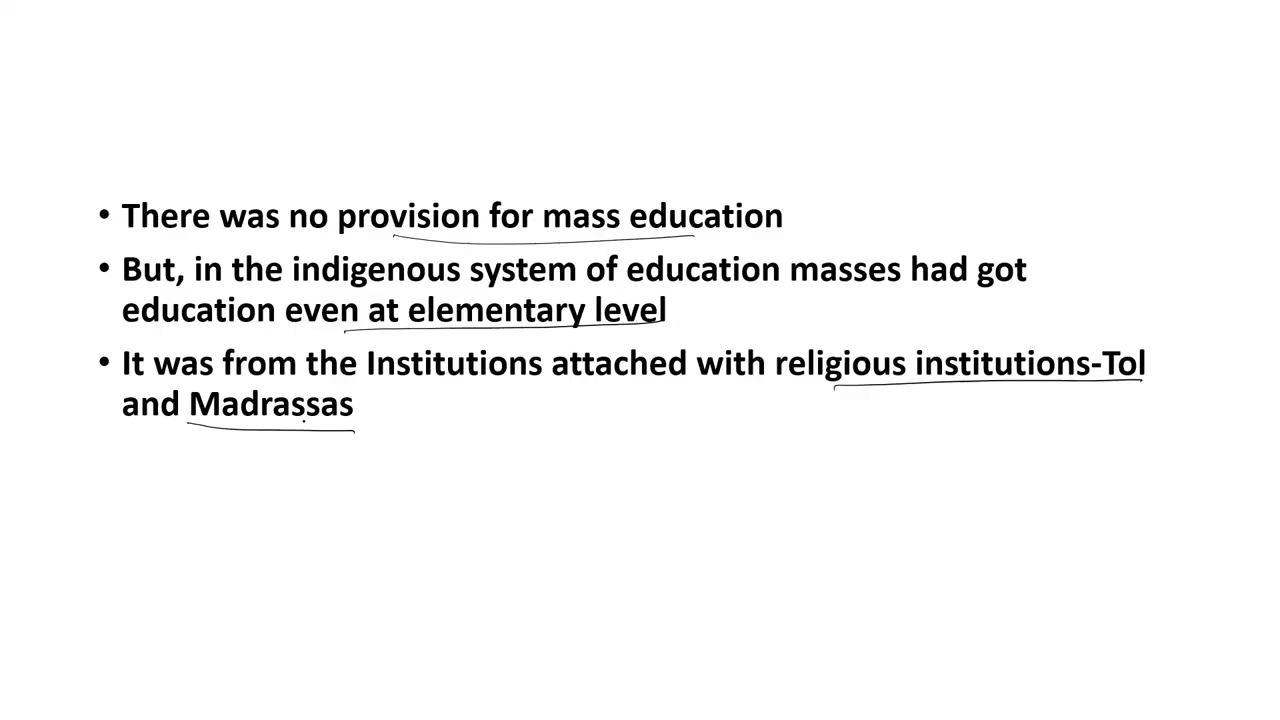 • There was no provision for mass education
• But, in the indigenous system of education masses had got
education even at elementary level
• It was from the Institutions attached with religious institutions-Tol
and Madrassas